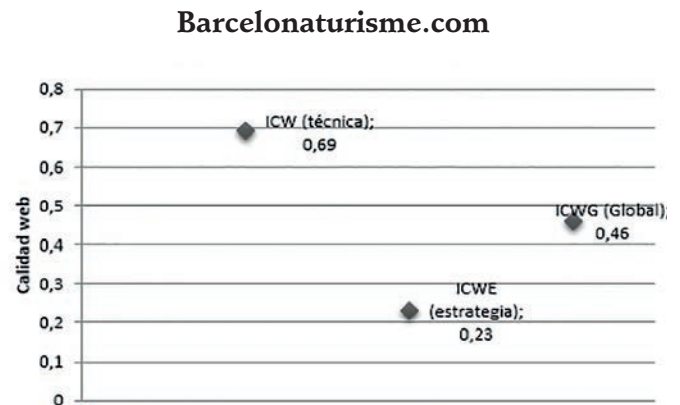 Barcelonaturisme.com
0,8
0,7
0,6
0,5
0,4
0,3
0,2
0,1
0
Calidad web
ICW (técnica);
0,69
ICWG (Global);
0,46
ICWE
(estrategia);
0,23